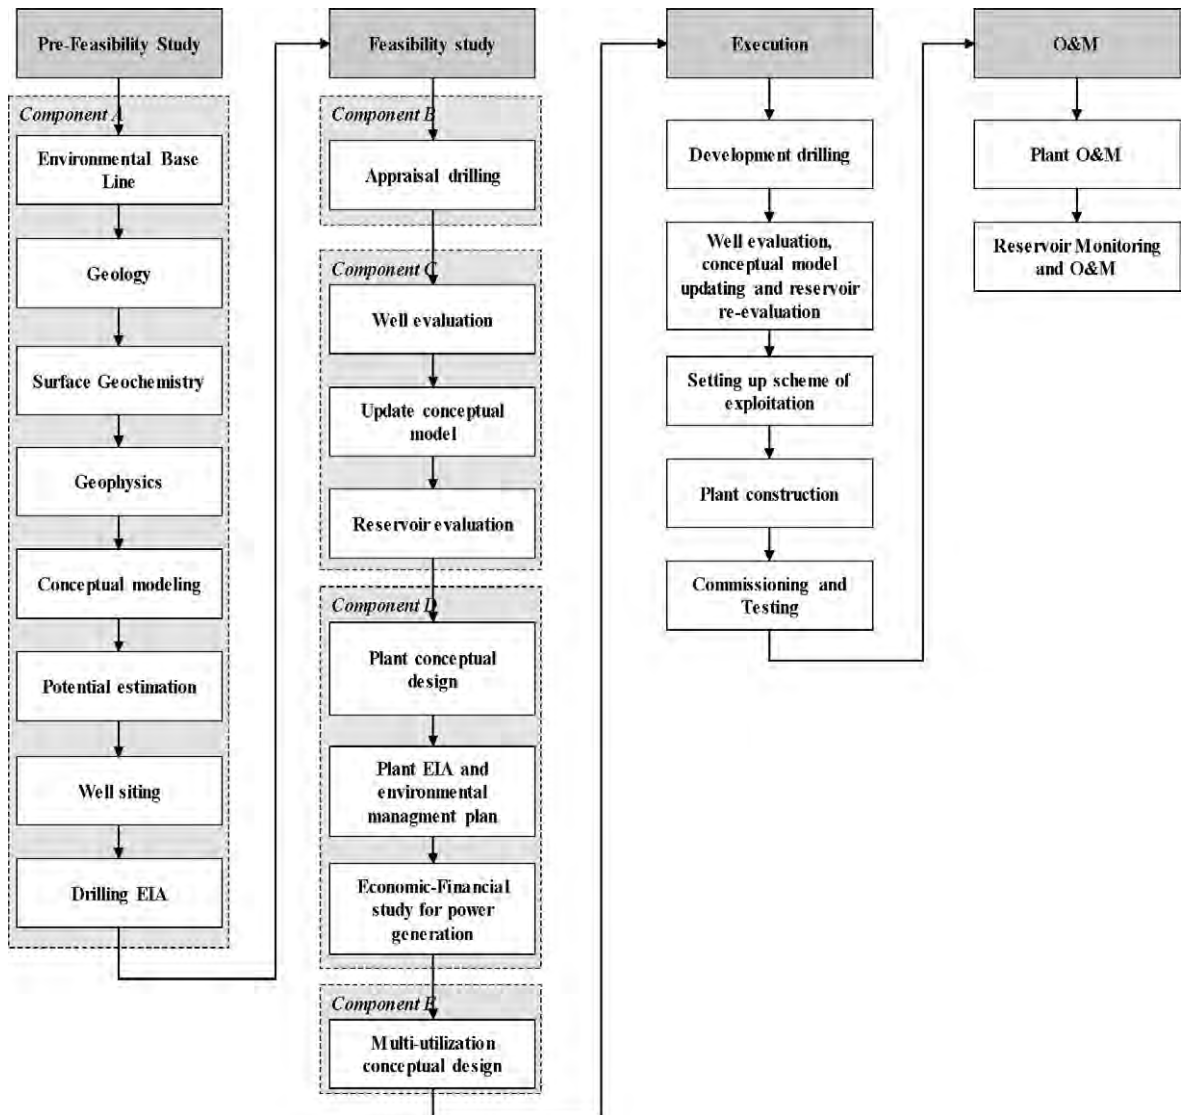 Pre-Feasibility Study
Component A
Environmental Base
Line
Geology
Surface Geochemistry
Geophysics
Conceptual modeling
Potential estimation
Well siting
Drilling EIA
Feasibility study
Component B
Appraisal drilling
Component C
Well evaluation
Update conceptual
model
Reservoir evaluation
Component D
Plant conceptual
design
Plant EIA and
environmental
managment plan
Economic-Financial
study for power
generation
Component E
Multi-utilization
conceptual design
Execution
Development drilling
Well evaluation,
conceptual model
updating and reservoir
re-evaluation
Setting up scheme of
exploitation
Plant construction
Commissioning and
Testing
O&M
Plant O&M
Reservoir Monitoring
and O&M